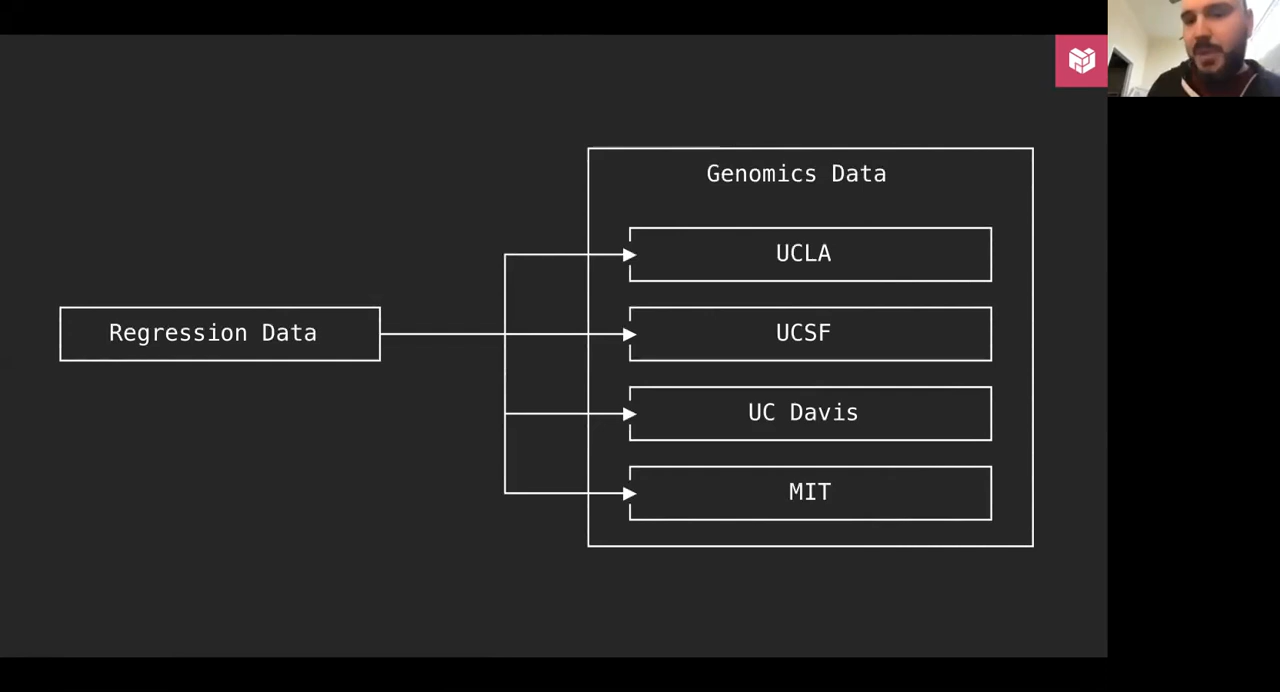 Genomics Data
UCLA
Regression Data
UCSF
UC Davis
MIT